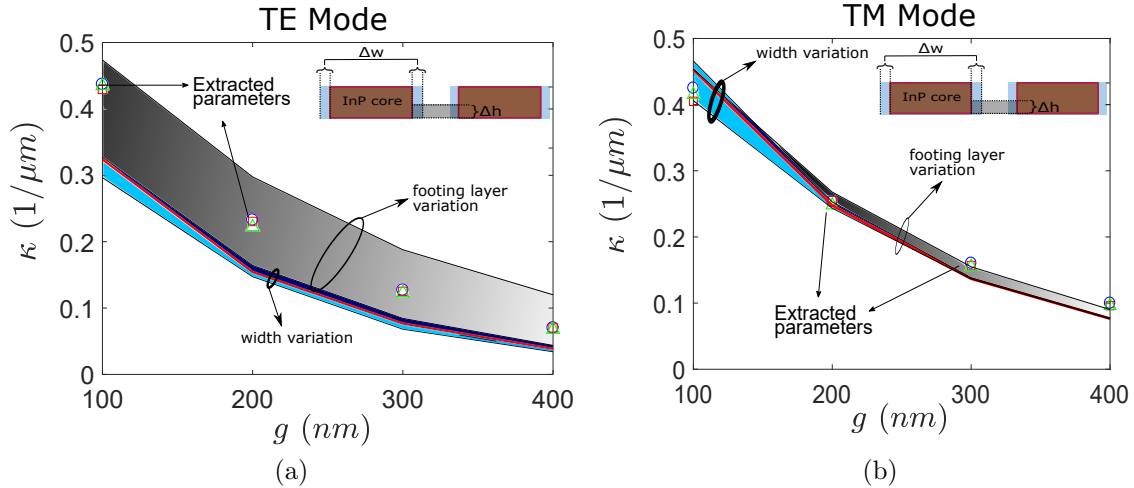 TE Mode
0.5
0.4
0.3
0.2
0.1
0
κ (1/μm)
100
200
300
400
g (nm)
Δw
InP core
Δh
Extracted
parameters
footing layer
variation
width variation
(a)
TM Mode
0.5
0.4
0.3
0.2
0.1
0
κ (1/μm)
100
200
300
400
g (nm)
width variation
Δw
InP core
Δh
footing layer
variation
Extracted
parameters
(b)